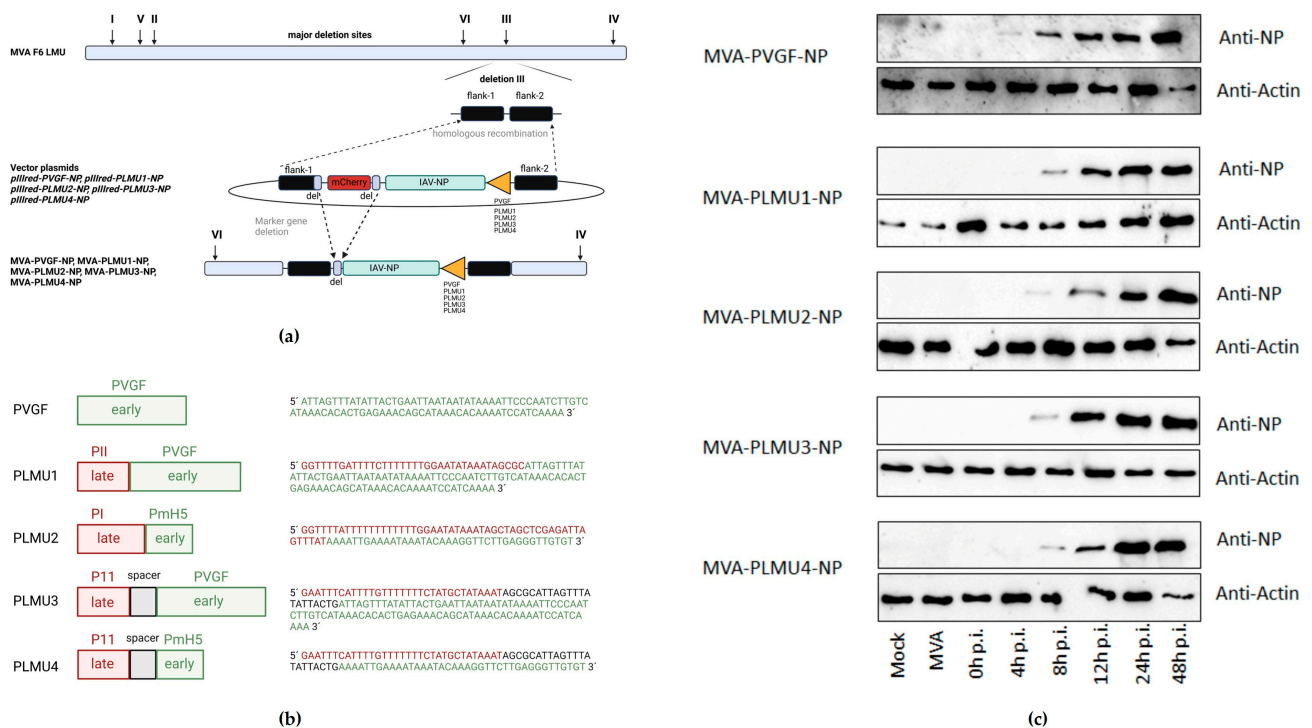 I V II VI III IV
MVA F6 LMU
major deletion sites
deletion III
flank-1 flank-2
homologous recombination
Vector plasmids
pIIIred-PVGF-NP, pIIIred-PLMU1-NP
pIIIred-PLMU2-NP, pIIIred-PLMU3-NP
pIIIred-PLMU4-NP
flank-1 flank-2
mCherry IAV-NP
del del
PVGF
PLMU1
PLMU2
PLMU3
PLMU4
Marker gene
deletion
VI IV
MVA-PVGF-NP, MVA-PLMU1-NP,
MVA-PLMU2-NP, MVA-PLMU3-NP,
MVA-PLMU4-NP
IAV-NP
del
PVGF
PLMU1
PLMU2
PLMU3
PLMU4
(a)
PVGF
PVGF early
5´ ATTAGTTTATATTACTGAATTAATAATATAAAATTCCCAATCTTGTC
ATAAACACACTGAGAAACAGCATAAACACAAAATCCATCAAAA 3´
PII PVGF
PLMU1 late early
5´ GGTTTTGATTTTCTTTTTTTGGAATATAAATAGCGCATTAGTTTAT
ATTACTGAATTAATAATATAAAATTCCCAATCTTGTCATAAACACACT
GAGAAACAGCATAAACACAAAATCCATCAAAA 3´
PI PmH5
PLMU2 late early
5´ GGTTTTATTTTTTTTTTTTGGAATATAAATAGCTAGCTCGAGATTA
GTTTATAAAATTGAAAATAAATACAAAGGTTCTTGAGGGTTGTGT 3´
P11 spacer PVGF
PLMU3 late early
5´ GAATTTCATTTTGTTTTTTTCTATGCTATAAATAGCGCATTAGTTTA
TATTACTGATTAGTTTATATTACTGAATTAATAATATAAAATTCCCAAT
CTTGTCATAAACACACTGAGAAACAGCATAAACACAAAATCCATCA
AAA 3´
P11 spacer PmH5
PLMU4 late early
5´ GAATTTCATTTTGTTTTTTTCTATGCTATAAATAGCGCATTAGTTTA
TATTACTGAAAATTGAAAATAAATACAAAGGTTCTTGAGGGTTGTGT 3´
(b)
MVA-PVGF-NP
Anti-NP
Anti-Actin
MVA-PLMU1-NP
Anti-NP
Anti-Actin
MVA-PLMU2-NP
Anti-NP
Anti-Actin
MVA-PLMU3-NP
Anti-NP
Anti-Actin
MVA-PLMU4-NP
Anti-NP
Anti-Actin
Mock MVA 0h p.i. 4h p.i. 8h p.i. 12h p.i. 24h p.i. 48h p.i.
(c)